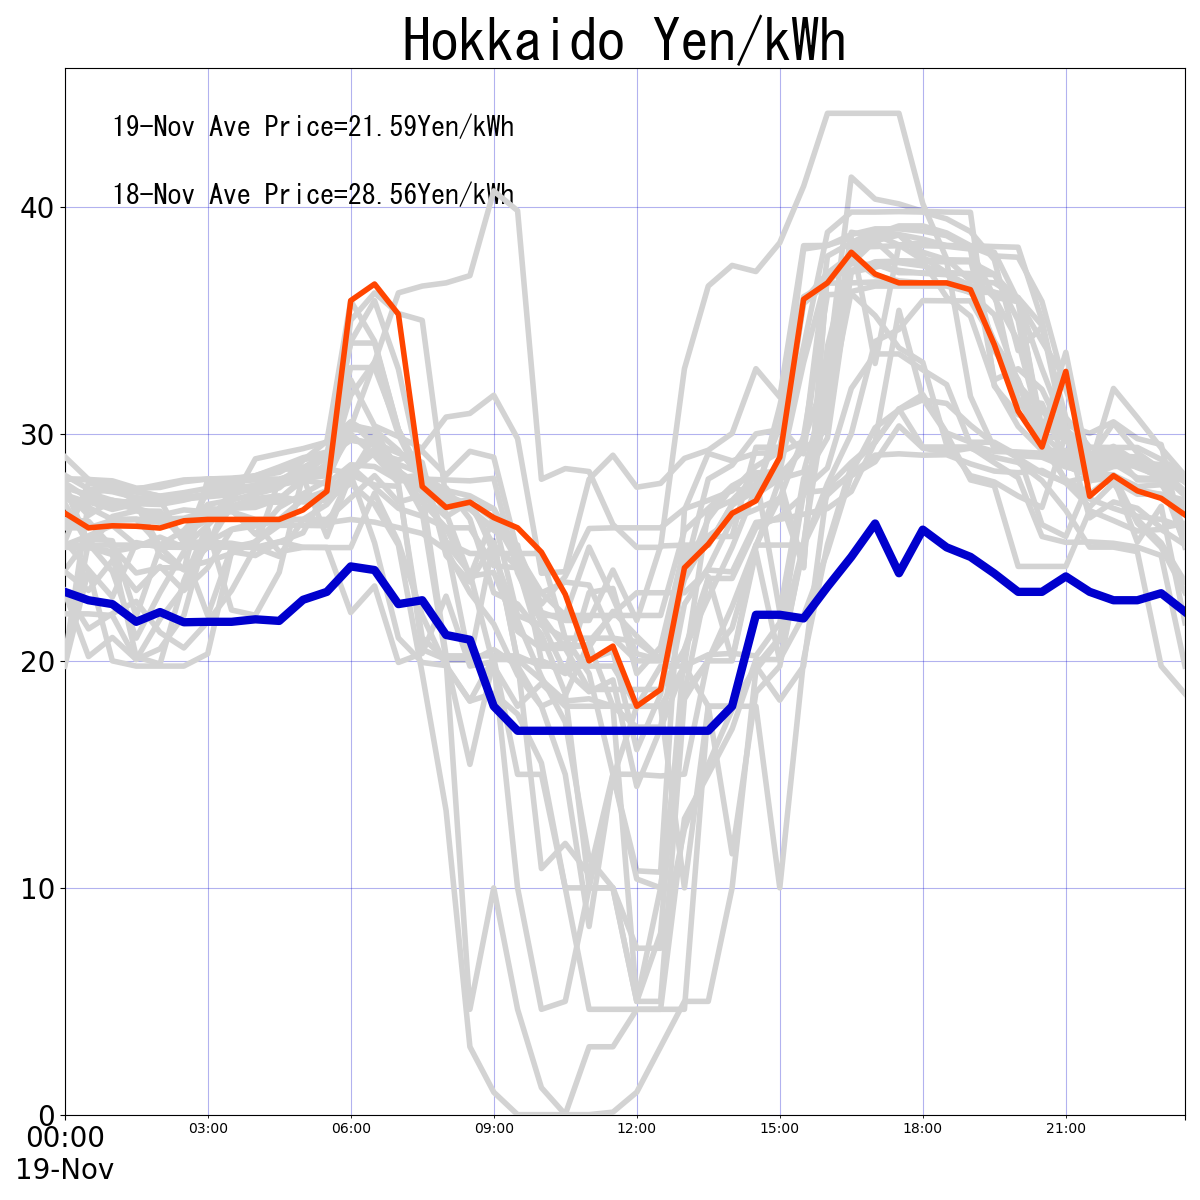 Hokkaido Yen/kWh
19-Nov Ave Price=21.59Yen/kWh
18-Nov Ave Price=28.56Yen/kWh
40
30
20
10
0
00:00 03:00 06:00 09:00 12:00 15:00 18:00 21:00
19-Nov